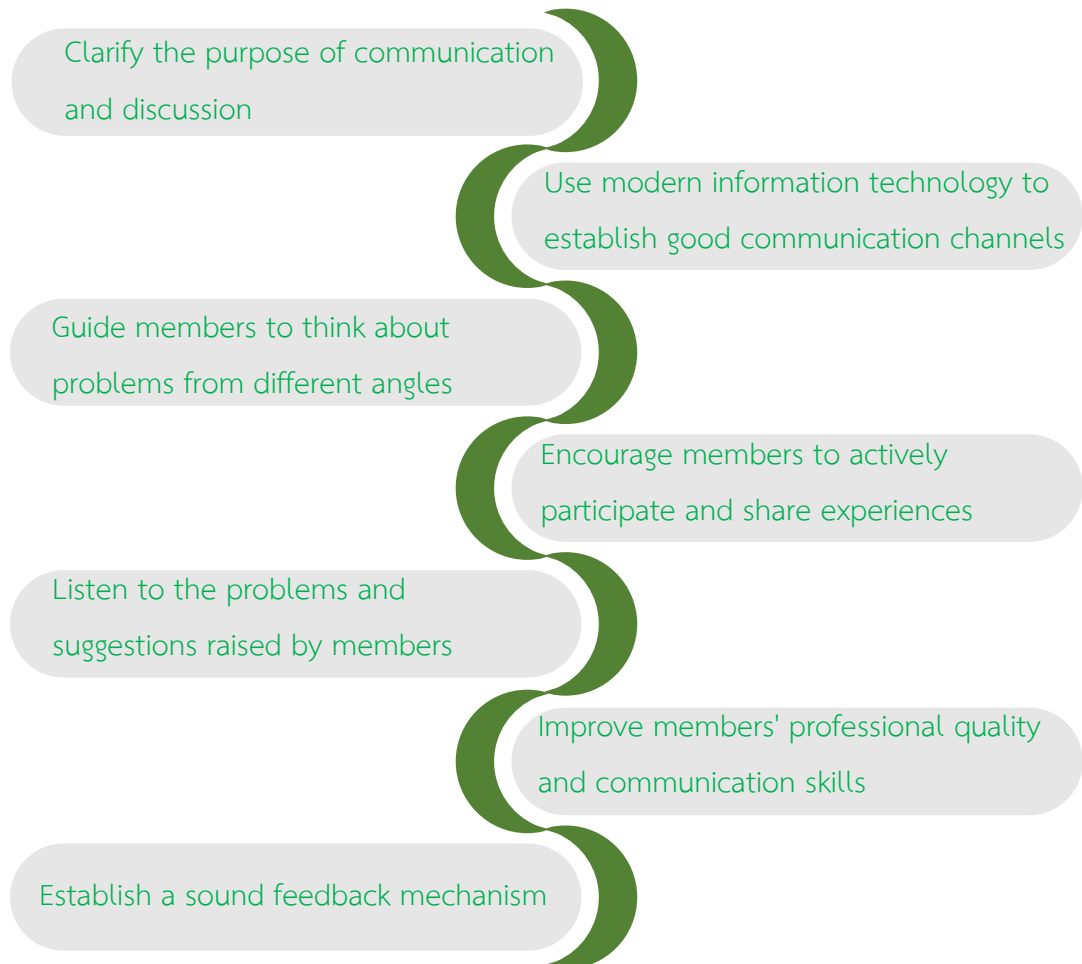 Clarify the purpose of communication
and discussion
Use modern information technology to
establish good communication channels
Guide members to think about
problems from different angles
Encourage members to actively
participate and share experiences
Listen to the problems and
suggestions raised by members
Improve members' professional quality
and communication skills
Establish a sound feedback mechanism